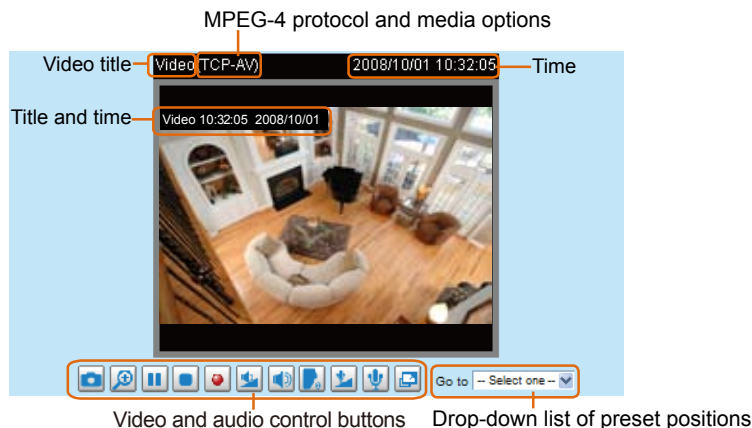 MPEG-4 protocol and media options
Video title
Video (TCP-AV)
2008/10/01 10:32:05
Time
Title and time
Video 10:32:05 2008/10/01
Go to
-- Select one --
Video and audio control buttons
Drop-down list of preset positions